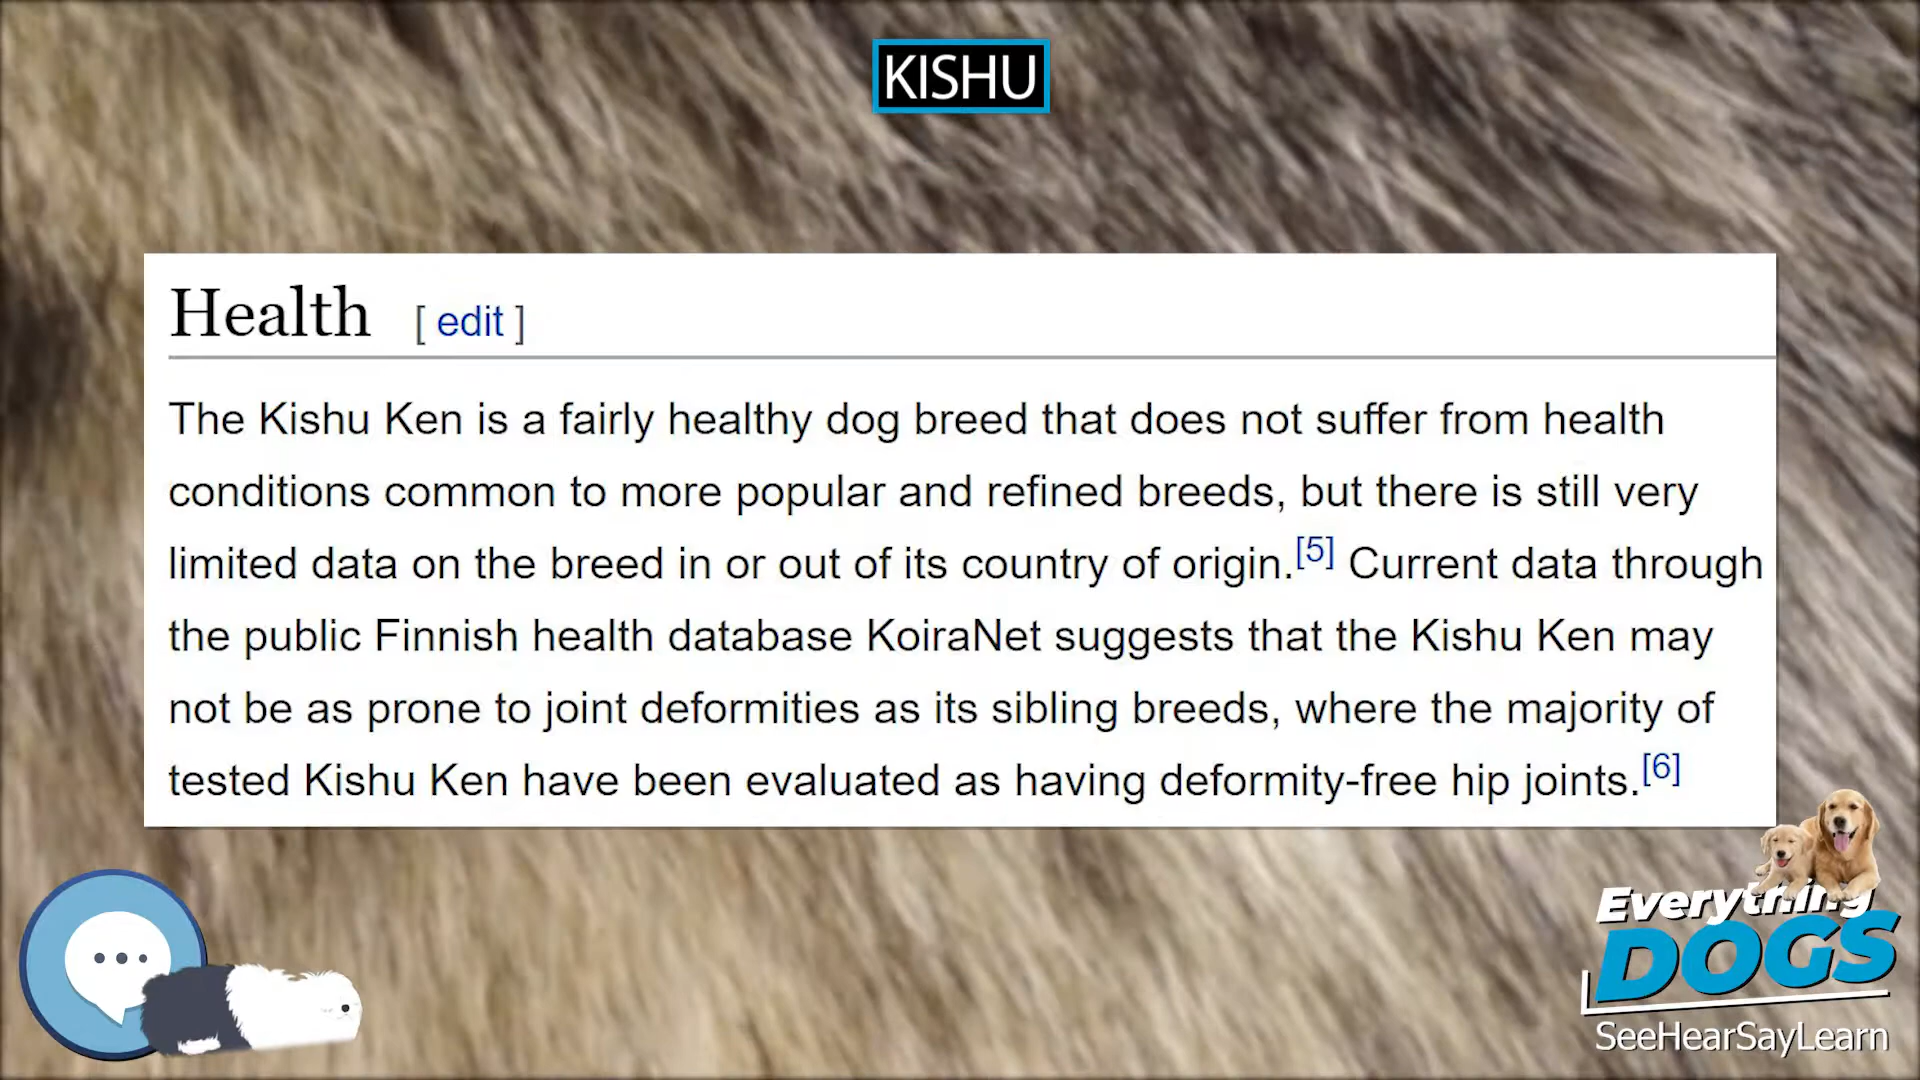 KISHU
Health [ edit ]
The Kishu Ken is a fairly healthy dog breed that does not suffer from health
conditions common to more popular and refined breeds, but there is still very
limited data on the breed in or out of its country of origin.[5] Current data through
the public Finnish health database KoiraNet suggests that the Kishu Ken may
not be as prone to joint deformities as its sibling breeds, where the majority of
tested Kishu Ken have been evaluated as having deformity-free hip joints.[6]
Everything
DOGS
SeeHearSayLearn